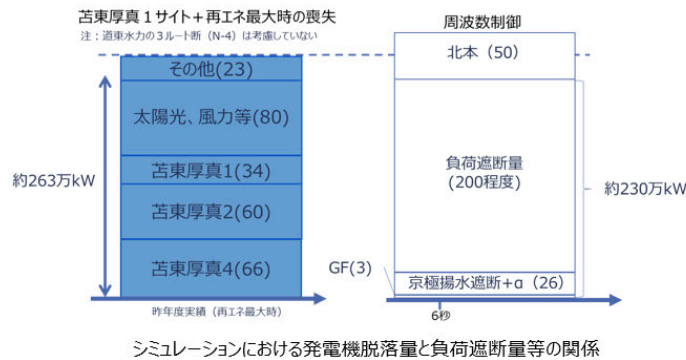 苫東厚真１サイト＋再エネ最大時の喪失
注：道東水力の３ルート断（N-4）は考慮していない
その他(23)
太陽光、風力等(80)
苫東厚真1(34)
苫東厚真2(60)
苫東厚真4(66)
約263万kW
昨年度実績（再エネ最大時）
周波数制御
北本（50）
負荷遮断量
(200程度)
約230万kW
GF(3)
京極揚水遮断+α（26）
6秒
シミュレーションにおける発電機脱落量と負荷遮断量等の関係